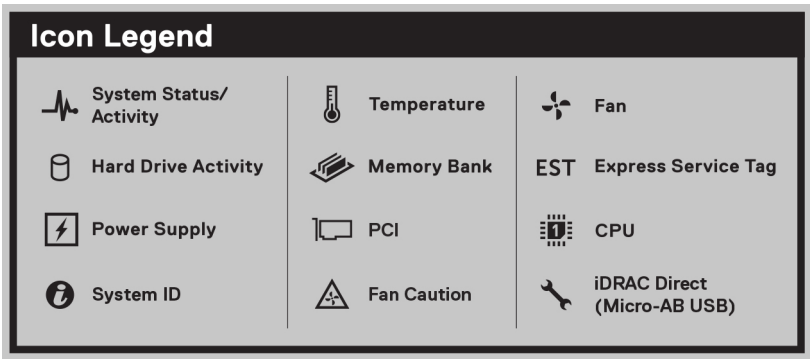 Icon Legend
System Status/
Activity
Hard Drive Activity
Power Supply
i System ID
Temperature
Memory Bank
PCI
Fan Caution
Fan
EST Express Service Tag
1 CPU
iDRAC Direct
(Micro-AB USB)